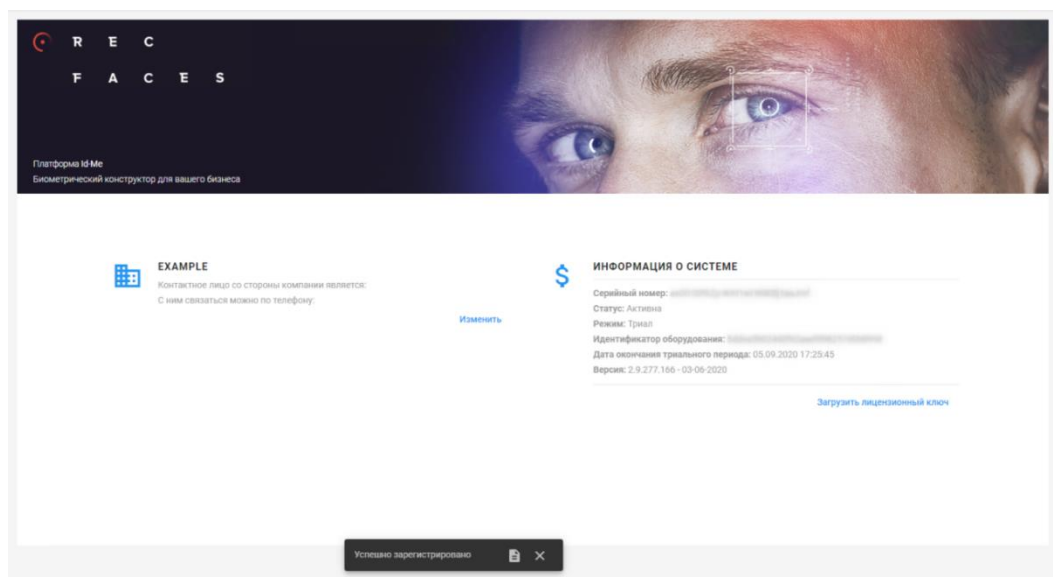 REC
FACES
Платформа Id-Me
Биометрический конструктор для вашего бизнеса
EXAMPLE
Контактное лицо со стороны компании является:
С ним связаться можно по телефону:
Изменить
ИНФОРМАЦИЯ О СИСТЕМЕ
Серийный номер:
Статус: Активна
Режим: Триал
Идентификатор оборудования:
Дата окончания триального периода: 05.09.2020 17:25:45
Версия: 2.9.277.166 - 03-06-2020
Загрузить лицензионный ключ
Успешно зарегистрировано